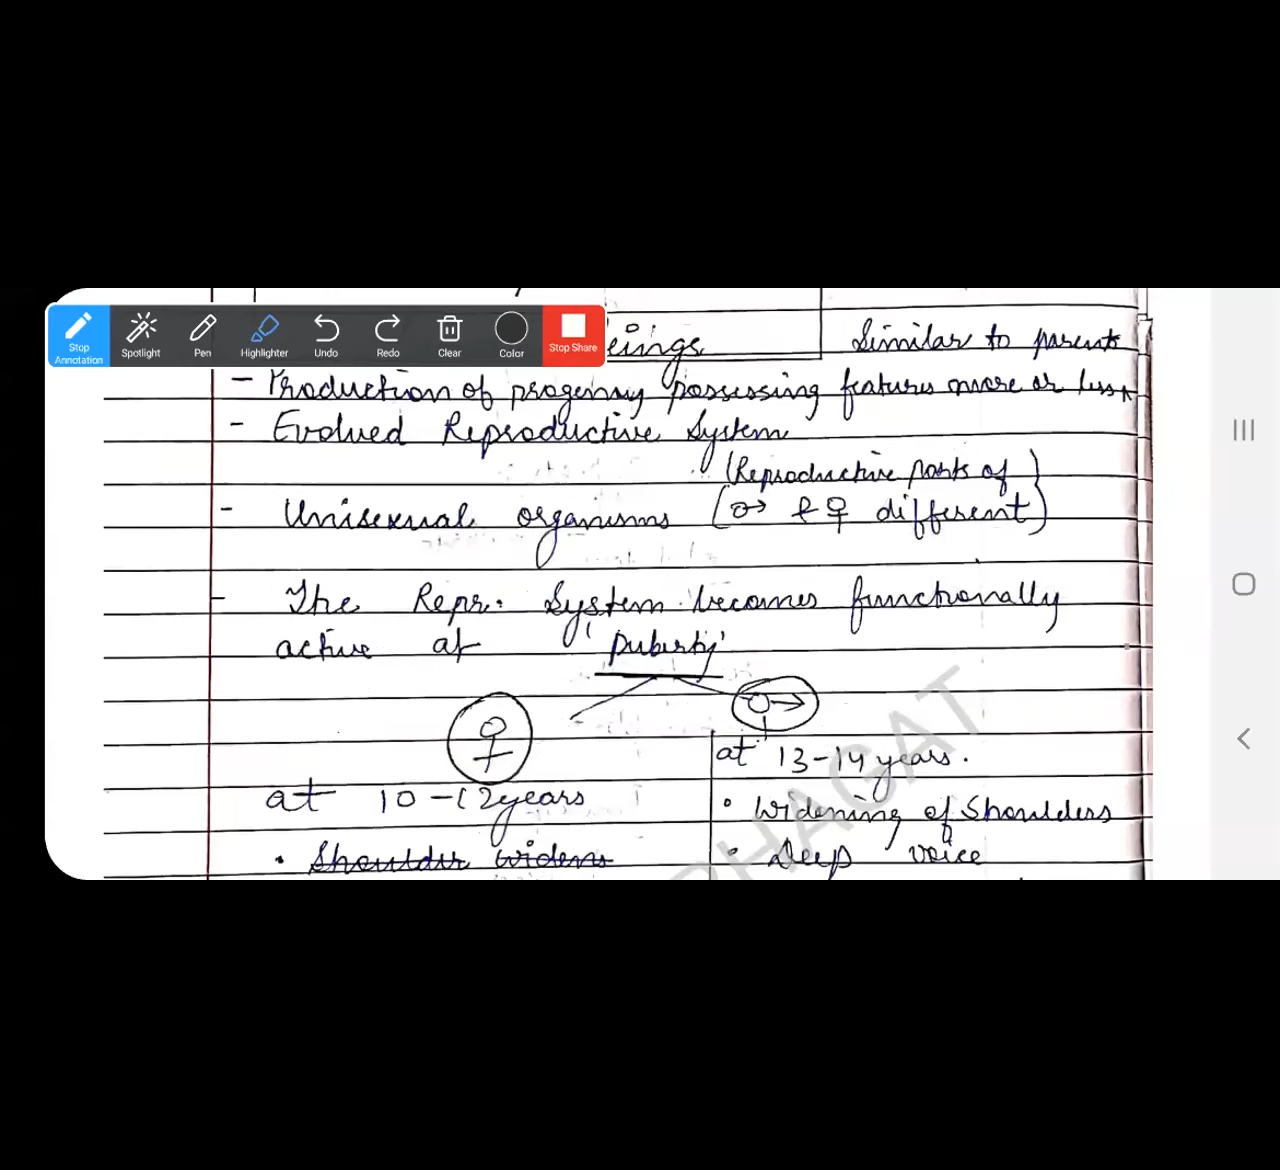 Stop Annotation
Spotlight
Pen
Highlighter
Undo
Redo
Clear
Color
Stop Share
eings
Similar to parents
- Production of progenny possessing features more or less
- Evolved Reproductive System
(Reproductive parts of
- Unisexual organisms ♂ & ♀ different)
- The Repr. System becomes functionally
active at 'Puberty'
♀ ♂
at 13-14 years.
at 10-12 years
• Widening of Shoulders
• Shoulder widens
• deep voice
BHAGAT